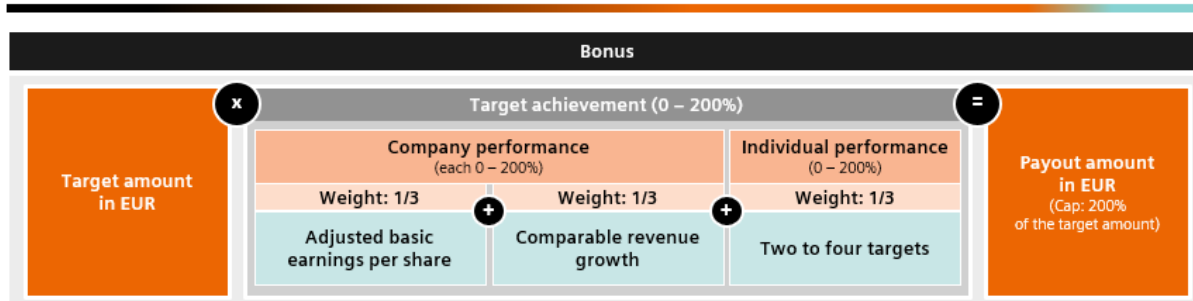 Bonus
Target amount
in EUR
x
Target achievement (0 – 200%)
=
Payout amount
in EUR
(Cap: 200%
of the target amount)
Company performance
(each 0 – 200%)
Individual performance
(0 – 200%)
Weight: 1/3
+
Weight: 1/3
+
Weight: 1/3
Adjusted basic
earnings per share
Comparable revenue
growth
Two to four targets